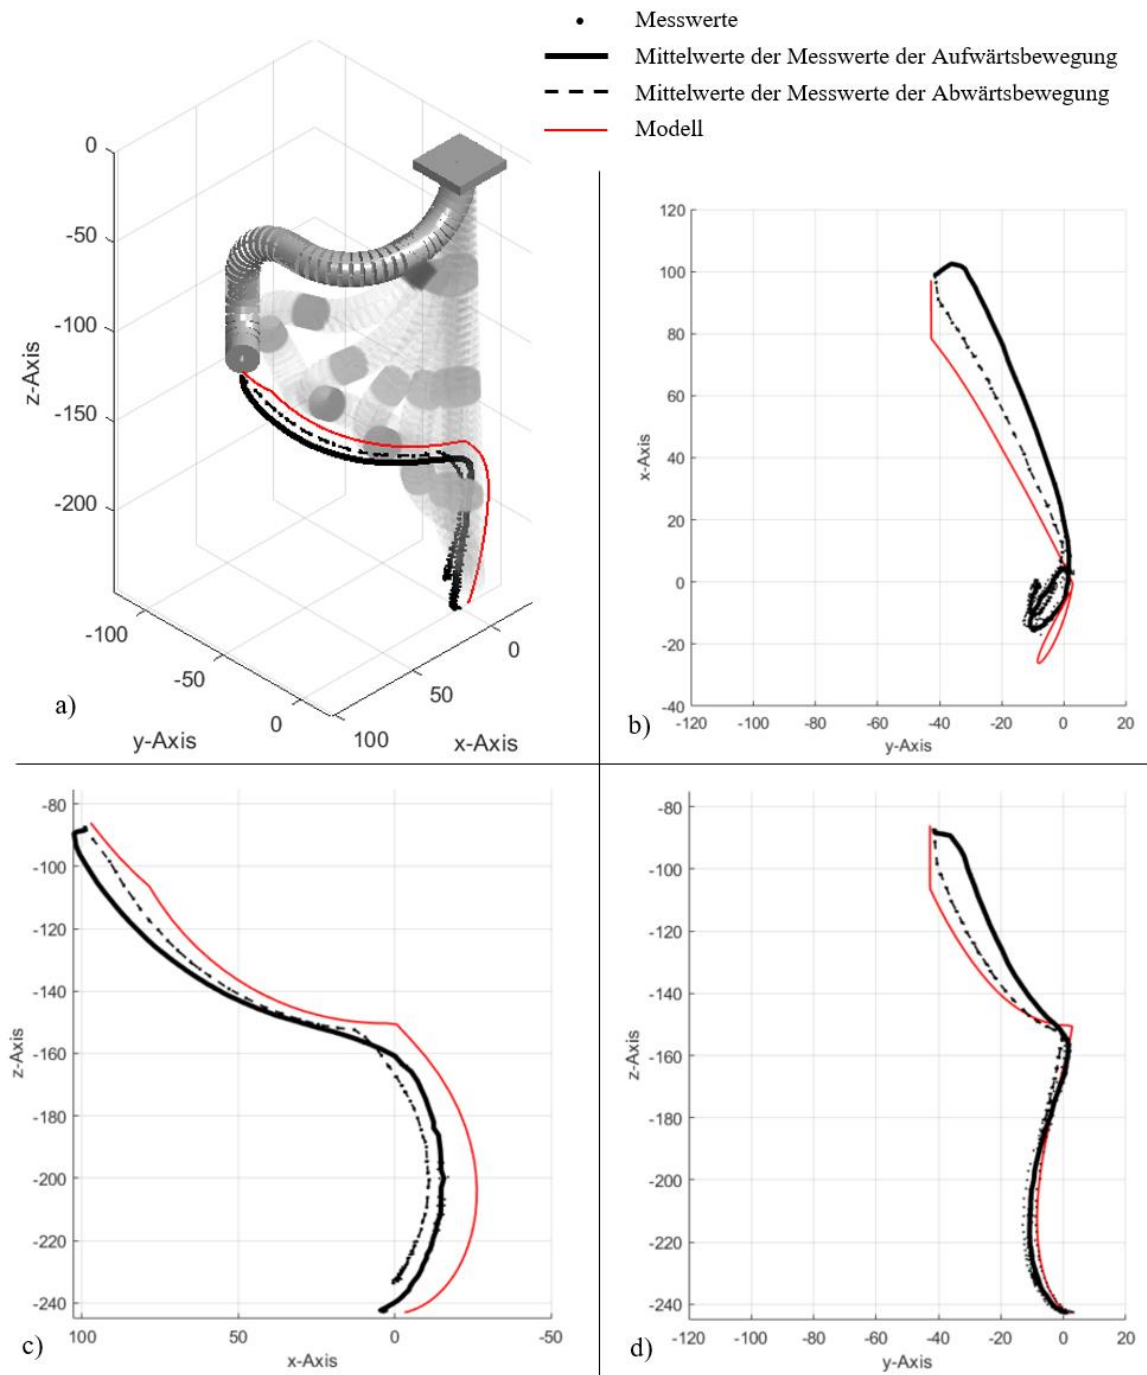 Messwerte
Mittelwerte der Messwerte der Aufwärtsbewegung
Mittelwerte der Messwerte der Abwärtsbewegung
Modell
0
-50
-100
-150
-200
z-Axis
-100
-50
0
y-Axis
100
50
0
x-Axis
a)
120
100
80
60
40
20
0
-20
-40
x-Axis
-120 -100 -80 -60 -40 -20 0 20
y-Axis
b)
-80
-100
-120
-140
-160
-180
-200
-220
-240
z-Axis
100 50 0 -50
x-Axis
c)
-80
-100
-120
-140
-160
-180
-200
-220
-240
z-Axis
-120 -100 -80 -60 -40 -20 0 20
y-Axis
d)